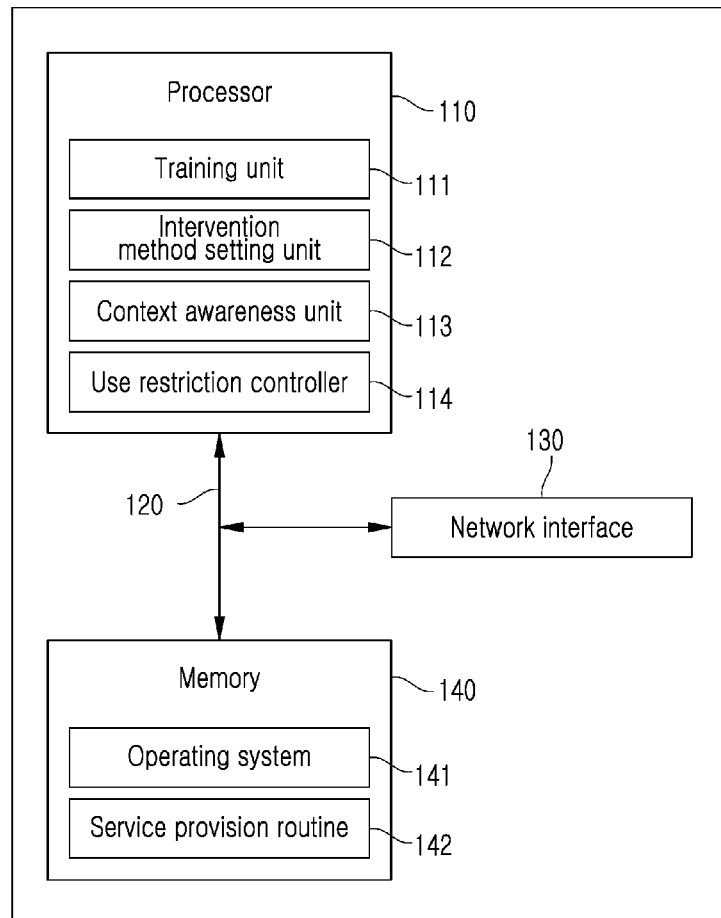 Processor
110
Training unit
111
Intervention
method setting unit
112
Context awareness unit
113
Use restriction controller
114
120
130
Network interface
Memory
140
Operating system
141
Service provision routine
142